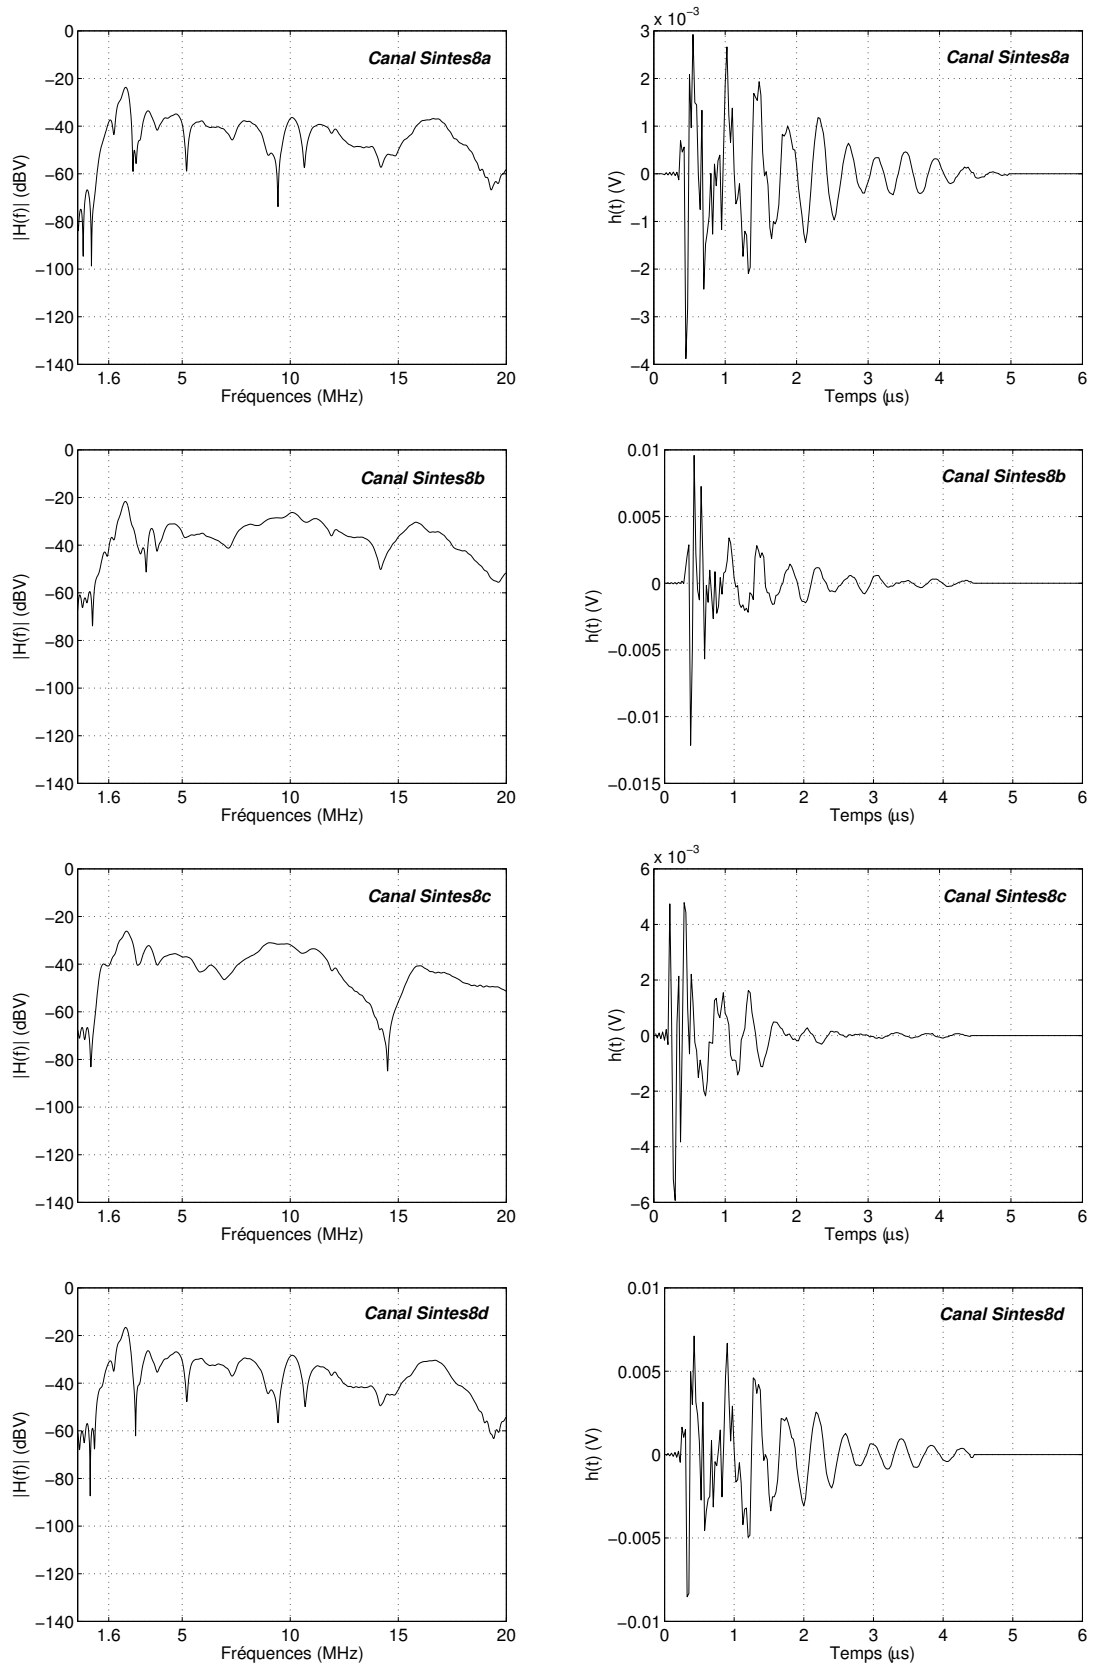 0
−20
−40
−60
−80
−100
−120
−140
|H(f)| (dBV)
Canal Sintes8a
1.6 5 10 15 20
Fréquences (MHz)
x 10⁻³
3
2
1
0
−1
−2
−3
−4
h(t) (V)
Canal Sintes8a
0 1 2 3 4 5 6
Temps (µs)
0
−20
−40
−60
−80
−100
−120
−140
|H(f)| (dBV)
Canal Sintes8b
1.6 5 10 15 20
Fréquences (MHz)
0.01
0.005
0
−0.005
−0.01
−0.015
h(t) (V)
Canal Sintes8b
0 1 2 3 4 5 6
Temps (µs)
0
−20
−40
−60
−80
−100
−120
−140
|H(f)| (dBV)
Canal Sintes8c
1.6 5 10 15 20
Fréquences (MHz)
x 10⁻³
6
4
2
0
−2
−4
−6
h(t) (V)
Canal Sintes8c
0 1 2 3 4 5 6
Temps (µs)
0
−20
−40
−60
−80
−100
−120
−140
|H(f)| (dBV)
Canal Sintes8d
1.6 5 10 15 20
Fréquences (MHz)
0.01
0.005
0
−0.005
−0.01
h(t) (V)
Canal Sintes8d
0 1 2 3 4 5 6
Temps (µs)